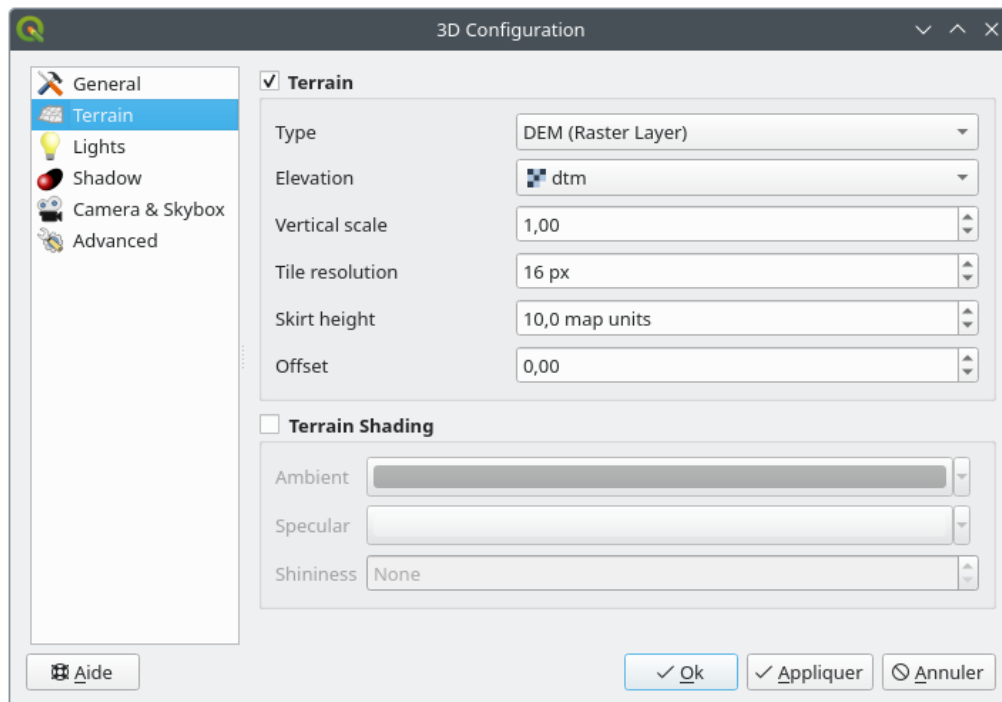 3D Configuration
General
Terrain
Lights
Shadow
Camera & Skybox
Advanced
Terrain
Type DEM (Raster Layer)
Elevation dtm
Vertical scale 1,00
Tile resolution 16 px
Skirt height 10,0 map units
Offset 0,00
Terrain Shading
Ambient
Specular
Shininess None
Aide Ok Appliquer Annuler